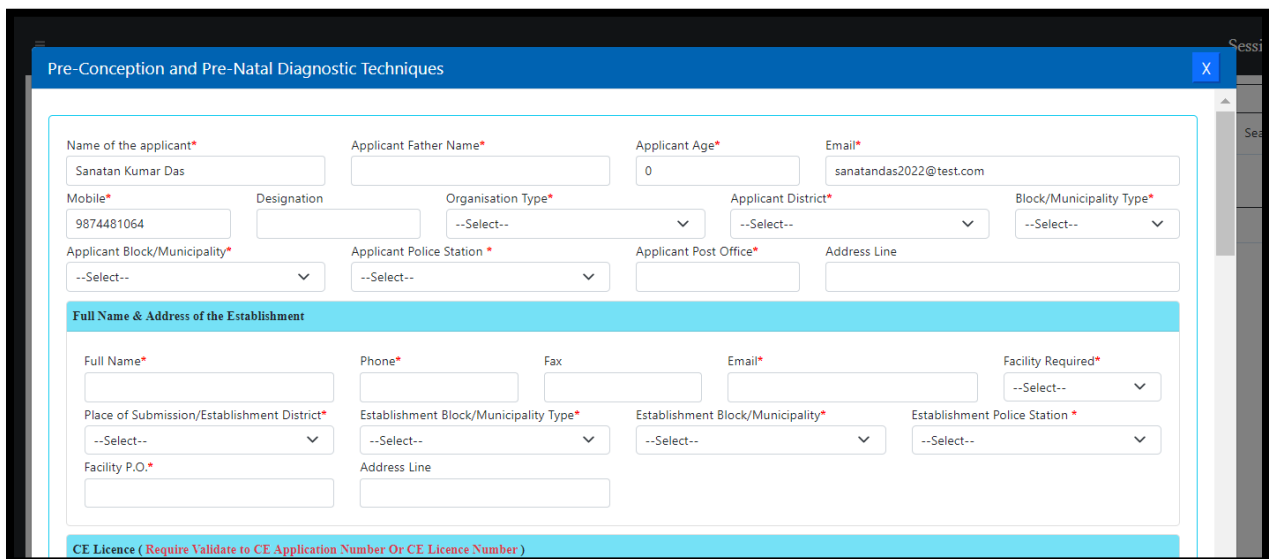 Sessi
Pre-Conception and Pre-Natal Diagnostic Techniques X
Sea
Name of the applicant* Applicant Father Name* Applicant Age* Email*
Sanatan Kumar Das 0 sanatandas2022@test.com
Mobile* Designation Organisation Type* Applicant District* Block/Municipality Type*
9874481064 --Select-- --Select-- --Select--
Applicant Block/Municipality* Applicant Police Station * Applicant Post Office* Address Line
--Select-- --Select--
Full Name & Address of the Establishment
Full Name* Phone* Fax Email* Facility Required*
--Select--
Place of Submission/Establishment District* Establishment Block/Municipality Type* Establishment Block/Municipality* Establishment Police Station *
--Select-- --Select-- --Select-- --Select--
Facility P.O.* Address Line
CE Licence ( Require Validate to CE Application Number Or CE Licence Number )